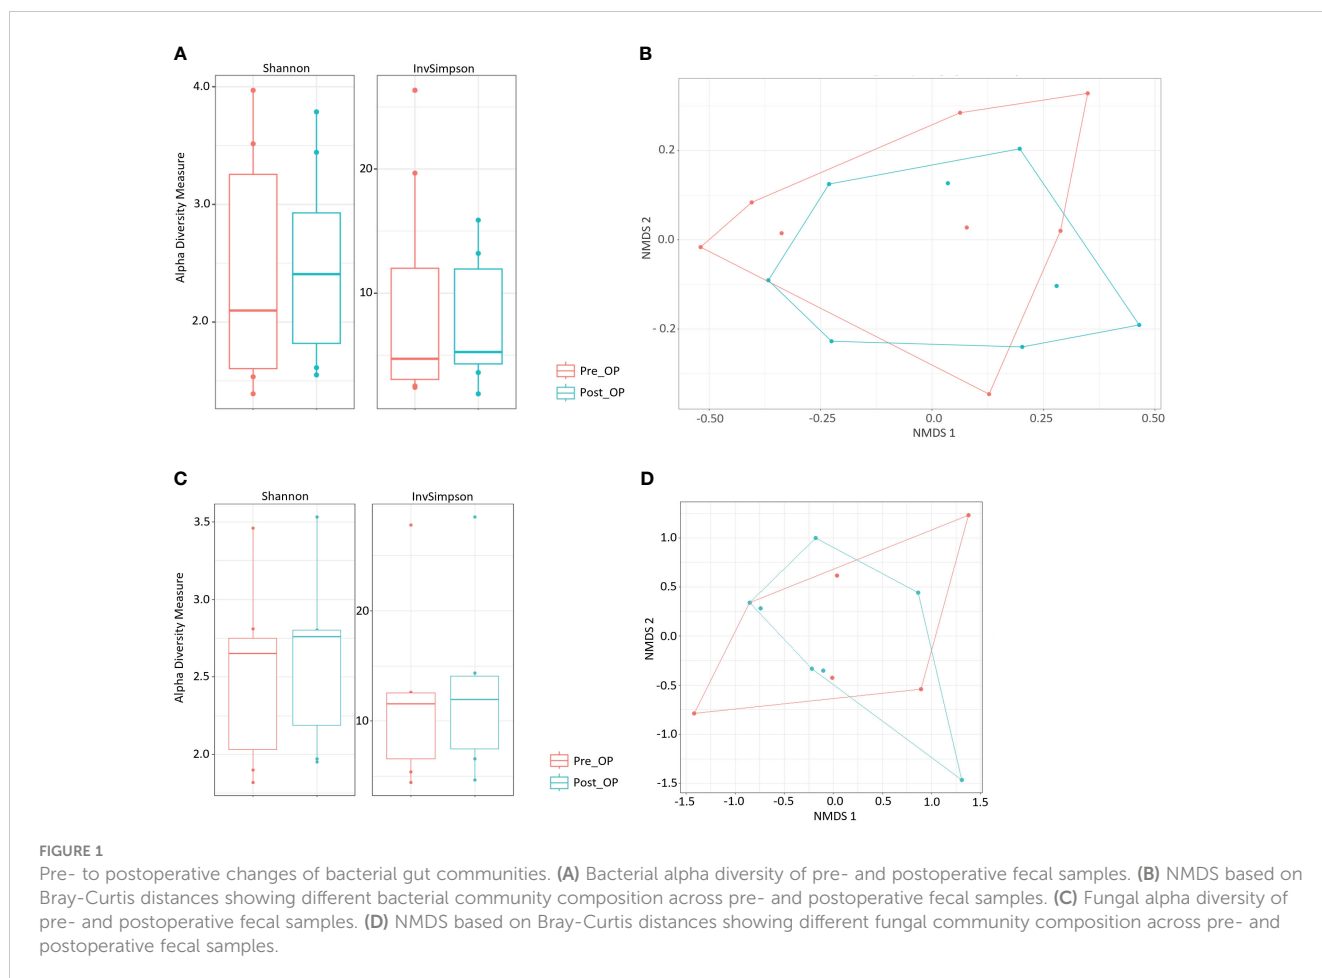 A
Shannon
InvSimpson
Alpha Diversity Measure
4.0
3.0
2.0
20
10
Pre_OP
Post_OP
B
NMDS 2
0.2
0.0
- 0.2
-0.50
-0.25
0.0
0.25
0.50
NMDS 1
C
Shannon
InvSimpson
Alpha Diversity Measure
3.5
3.0
2.5
2.0
20
10
Pre_OP
Post_OP
D
NMDS 2
1.0
0.5
0.0
-0.5
-1.0
-1.5
-1.5
-1.0
-0.5
0.0
0.5
1.0
1.5
NMDS 1
FIGURE 1
Pre- to postoperative changes of bacterial gut communities. (A) Bacterial alpha diversity of pre- and postoperative fecal samples. (B) NMDS based on
Bray-Curtis distances showing different bacterial community composition across pre- and postoperative fecal samples. (C) Fungal alpha diversity of
pre- and postoperative fecal samples. (D) NMDS based on Bray-Curtis distances showing different fungal community composition across pre- and
postoperative fecal samples.